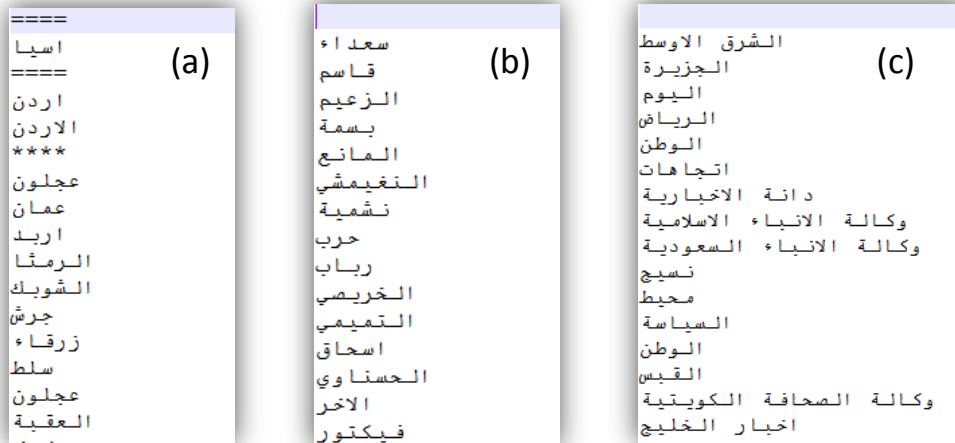 (a)
====
اسيا
====
اردن
الاردن
****
عجلون
عمان
اربد
الرمثا
الشوبك
جرش
زرقاء
سلط
عجلون
العقبة
(b)
سعداء
قاسم
الزعيم
بسمة
المانع
النغيمشي
نشمية
حرب
رباب
الخريصي
التميمي
اسحاق
الحسناوي
الاخر
فيكتور
(c)
الشرق الاوسط
الجزيرة
اليوم
الرياض
الوطن
اتجاهات
دانة الاخبارية
وكالة الانباء الاسلامية
وكالة الانباء السعودية
نسيج
محيط
السياسة
الوطن
القبس
وكالة الصحافة الكويتية
اخبار الخليج